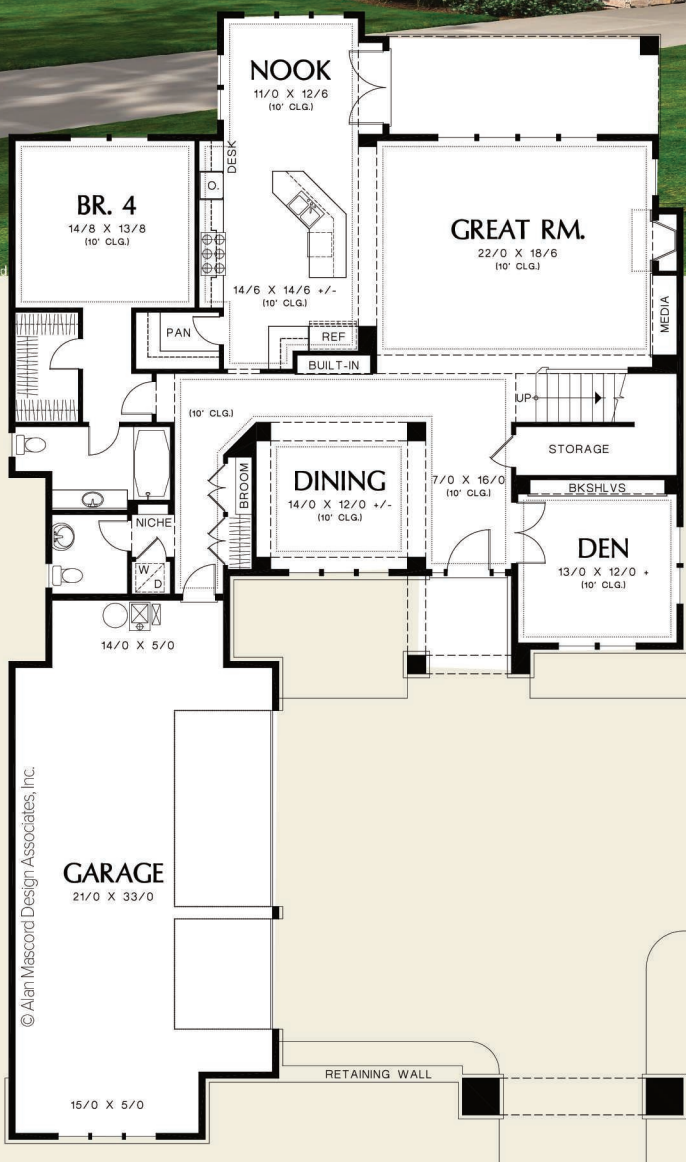 NOOK
11/0 X 12/6
(10' CLG.)
DESK
BR. 4
14/8 X 13/8
(10' CLG.)
GREAT RM.
22/0 X 18/6
(10' CLG.)
14/6 X 14/6 +/-
(10' CLG.)
PAN
REF
BUILT-IN
MEDIA
UP
(10' CLG.)
STORAGE
BROOM
DINING
14/0 X 12/0 +/-
(10' CLG.)
7/0 X 16/0
(10' CLG.)
BKSHLVS
DEN
13/0 X 12/0 +
(10' CLG.)
NICHE
W
D
14/0 X 5/0
GARAGE
21/0 X 33/0
© Alan Mascord Design Associates, Inc.
RETAINING WALL
15/0 X 5/0